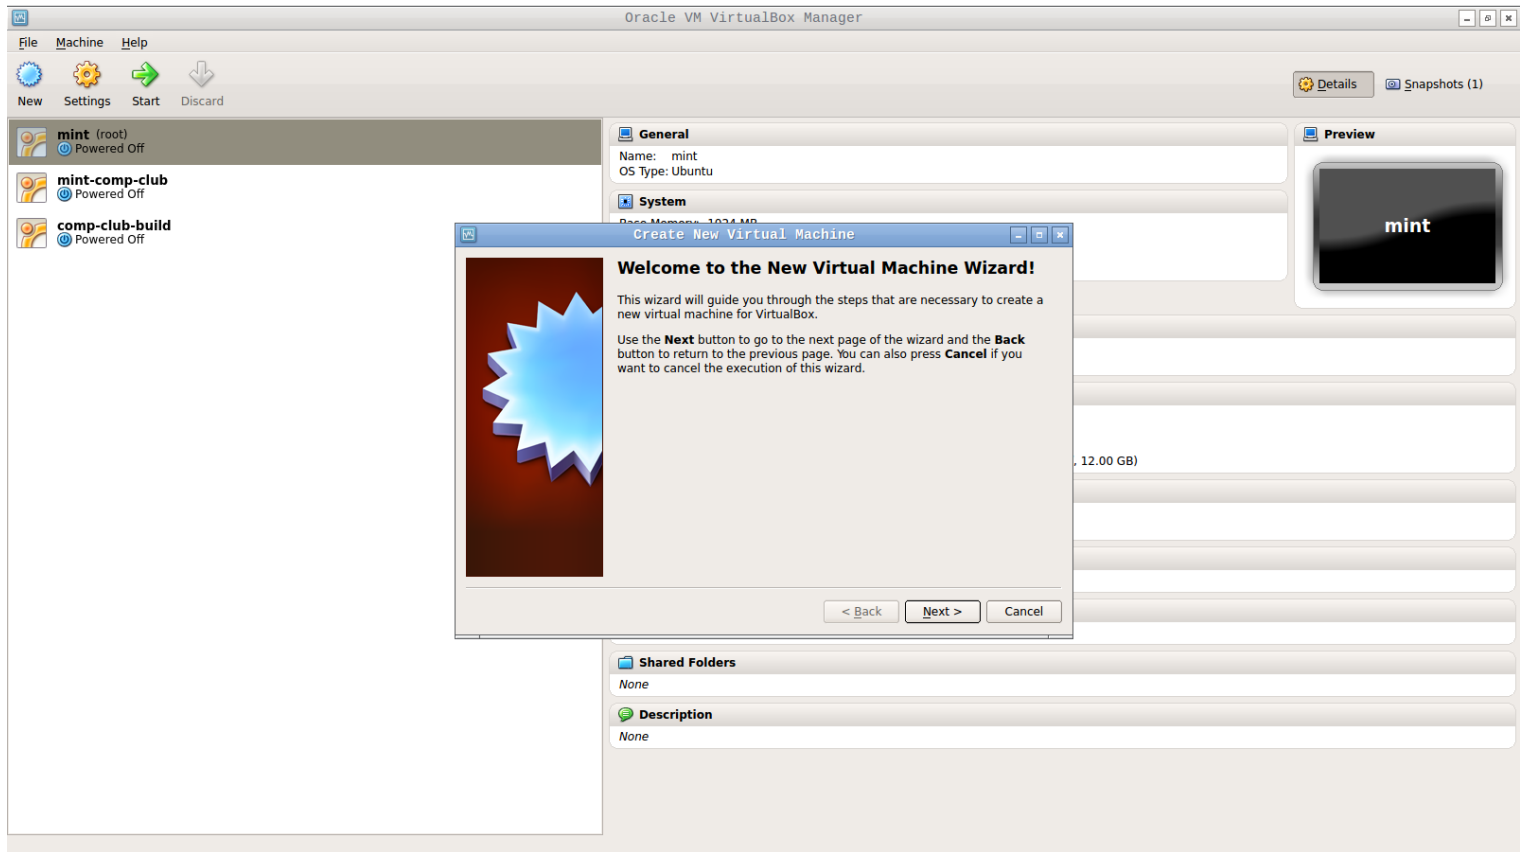 Oracle VM VirtualBox Manager
File Machine Help
New Settings Start Discard
Details Snapshots (1)
mint (root)
Powered Off
mint-comp-club
Powered Off
comp-club-build
Powered Off
General
Name: mint
OS Type: Ubuntu
System
Base Memory: 1024 MB
Preview
mint
Create New Virtual Machine
Welcome to the New Virtual Machine Wizard!
This wizard will guide you through the steps that are necessary to create a
new virtual machine for VirtualBox.
Use the Next button to go to the next page of the wizard and the Back
button to return to the previous page. You can also press Cancel if you
want to cancel the execution of this wizard.
, 12.00 GB)
< Back Next > Cancel
Shared Folders
None
Description
None